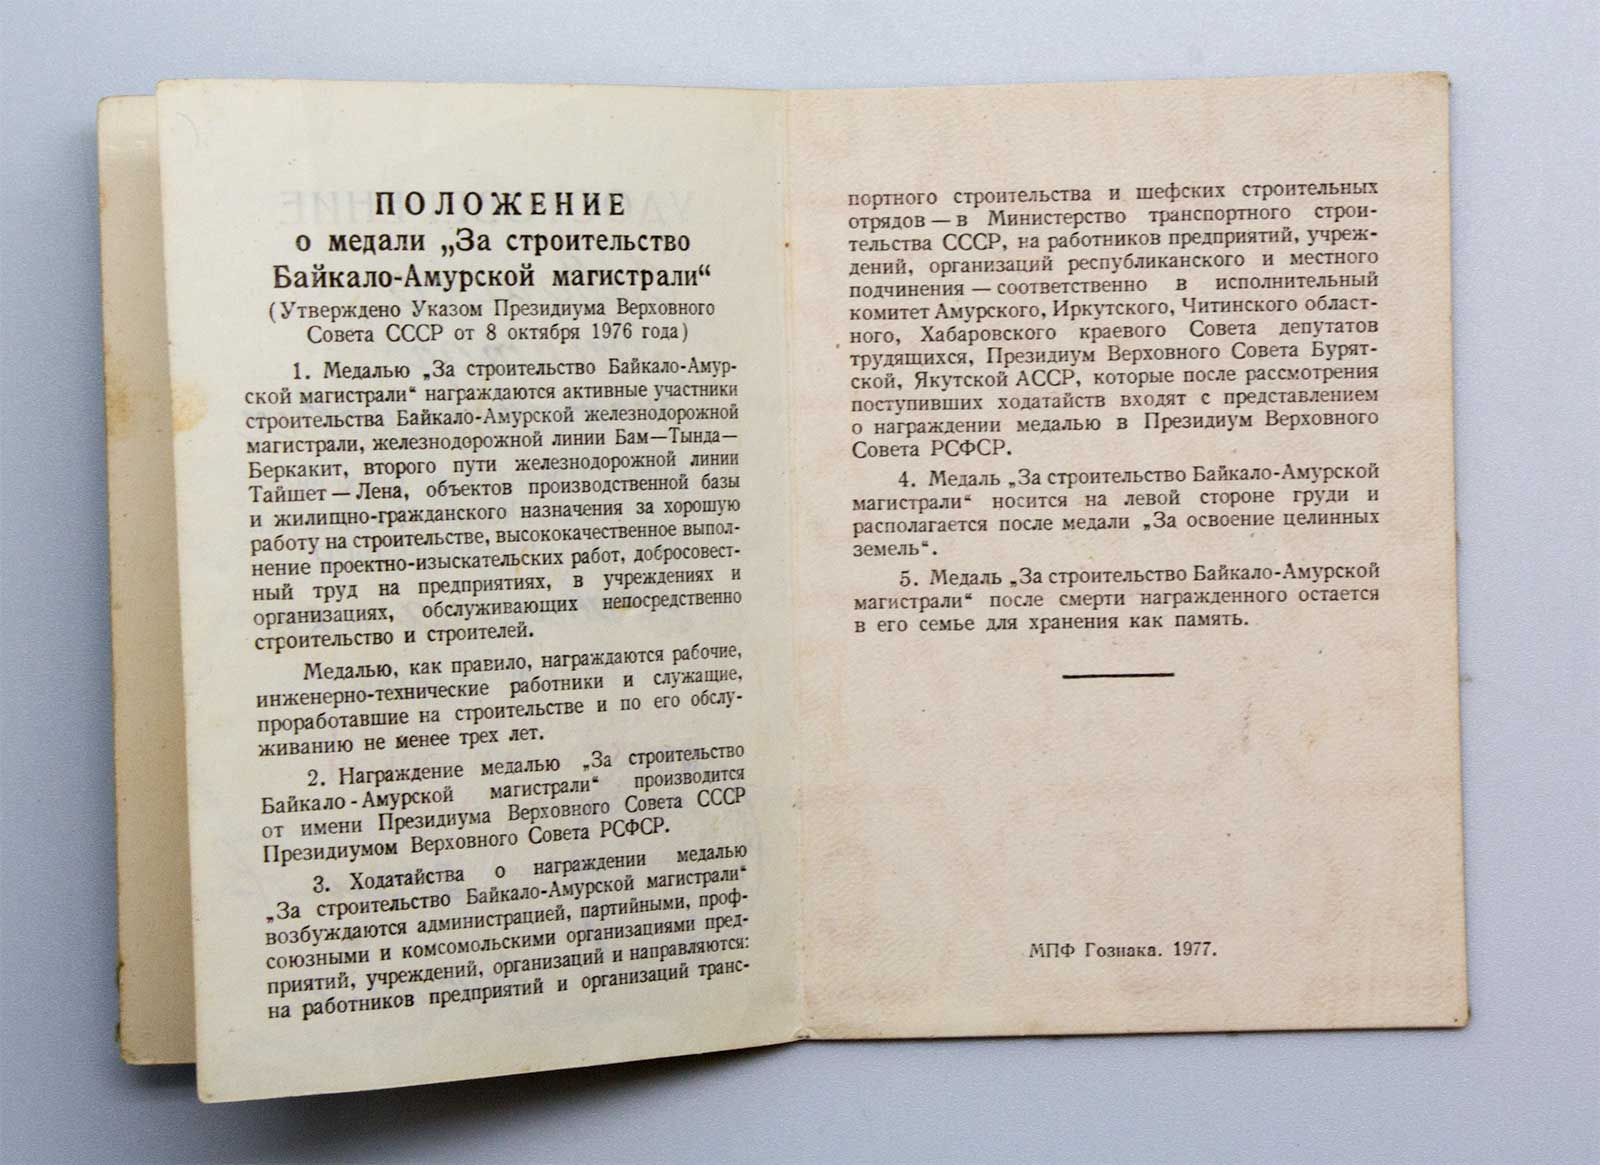 ПОЛОЖЕНИЕ
о медали „За строительство
Байкало-Амурской магистрали“
(Утверждено Указом Президиума Верховного
Совета СССР от 8 октября 1976 года)
1. Медалью „За строительство Байкало-Амур-
ской магистрали“ награждаются активные участники
строительства Байкало-Амурской железнодорожной
магистрали, железнодорожной линии Бам—Тында—
Беркакит, второго пути железнодорожной линии
Тайшет—Лена, объектов производственной базы
и жилищно-гражданского назначения за хорошую
работу на строительстве, высококачественное выпол-
нение проектно-изыскательских работ, добросовест-
ный труд на предприятиях, в учреждениях и
организациях, обслуживающих непосредственно
строительство и строителей.
Медалью, как правило, награждаются рабочие,
инженерно-технические работники и служащие,
проработавшие на строительстве и по его обслу-
живанию не менее трех лет.
2. Награждение медалью „За строительство
Байкало-Амурской магистрали“ производится
от имени Президиума Верховного Совета СССР
Президиумом Верховного Совета РСФСР.
3. Ходатайства о награждении медалью
„За строительство Байкало-Амурской магистрали“
возбуждаются администрацией, партийными, проф-
союзными и комсомольскими организациями пред-
приятий, учреждений, организаций и направляются:
на работников предприятий и организаций транс-
портного строительства и шефских строительных
отрядов—в Министерство транспортного строи-
тельства СССР, на работников предприятий, учреж-
дений, организаций республиканского и местного
подчинения—соответственно в исполнительный
комитет Амурского, Иркутского, Читинского област-
ного, Хабаровского краевого Совета депутатов
трудящихся, Президиум Верховного Совета Бурят-
ской, Якутской АССР, которые после рассмотрения
поступивших ходатайств входят с представлением
о награждении медалью в Президиум Верховного
Совета РСФСР.
4. Медаль „За строительство Байкало-Амурской
магистрали“ носится на левой стороне груди и
располагается после медали „За освоение целинных
земель“.
5. Медаль „За строительство Байкало-Амурской
магистрали“ после смерти награжденного остается
в его семье для хранения как память.
МПФ Гознака. 1977.